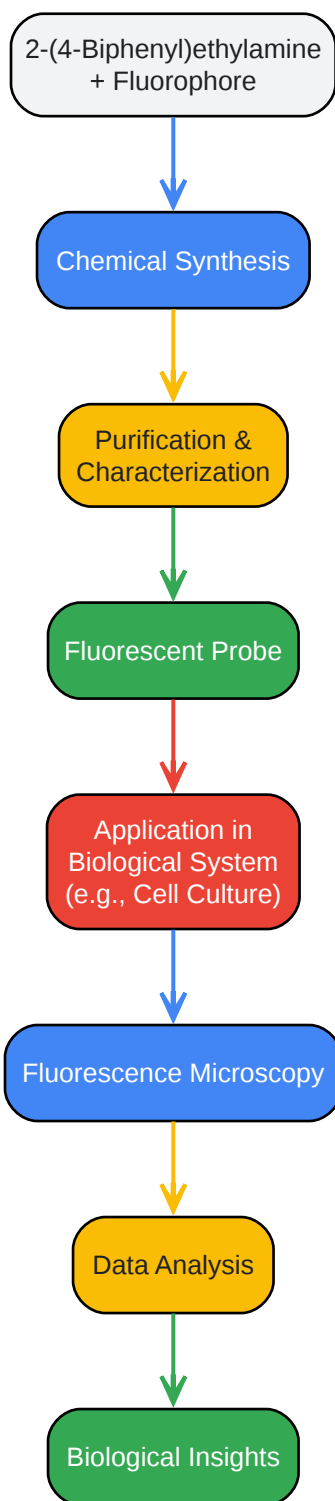 2-(4-Biphenyl)ethylamine
+ Fluorophore
Chemical Synthesis
Purification &
Characterization
Fluorescent Probe
Application in
Biological System
(e.g., Cell Culture)
Fluorescence Microscopy
Data Analysis
Biological Insights